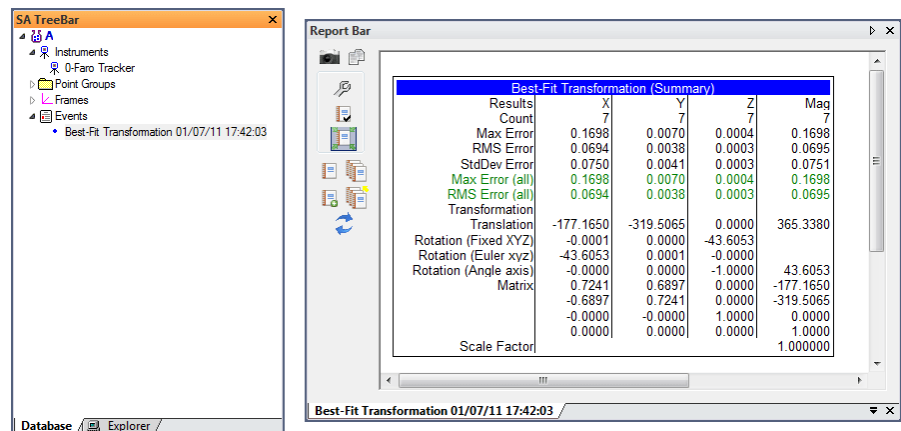 SA TreeBar
A
Instruments
0-Faro Tracker
Point Groups
Frames
Events
Best-Fit Transformation 01/07/11 17:42:03
Database Explorer
Report Bar
Best-Fit Transformation (Summary)
Results X Y Z Mag
Count 7 7 7 7
Max Error 0.1698 0.0070 0.0004 0.1698
RMS Error 0.0694 0.0038 0.0003 0.0695
StdDev Error 0.0750 0.0041 0.0003 0.0751
Max Error (all) 0.1698 0.0070 0.0004 0.1698
RMS Error (all) 0.0694 0.0038 0.0003 0.0695
Transformation
Translation -177.1650 -319.5065 0.0000 365.3380
Rotation (Fixed XYZ) -0.0001 0.0000 -43.6053
Rotation (Euler xyz) -43.6053 0.0001 -0.0000
Rotation (Angle axis) -0.0000 0.0000 -1.0000 43.6053
Matrix 0.7241 0.6897 0.0000 -177.1650
-0.6897 0.7241 0.0000 -319.5065
-0.0000 -0.0000 1.0000 0.0000
0.0000 0.0000 0.0000 1.0000
Scale Factor 1.000000
Best-Fit Transformation 01/07/11 17:42:03